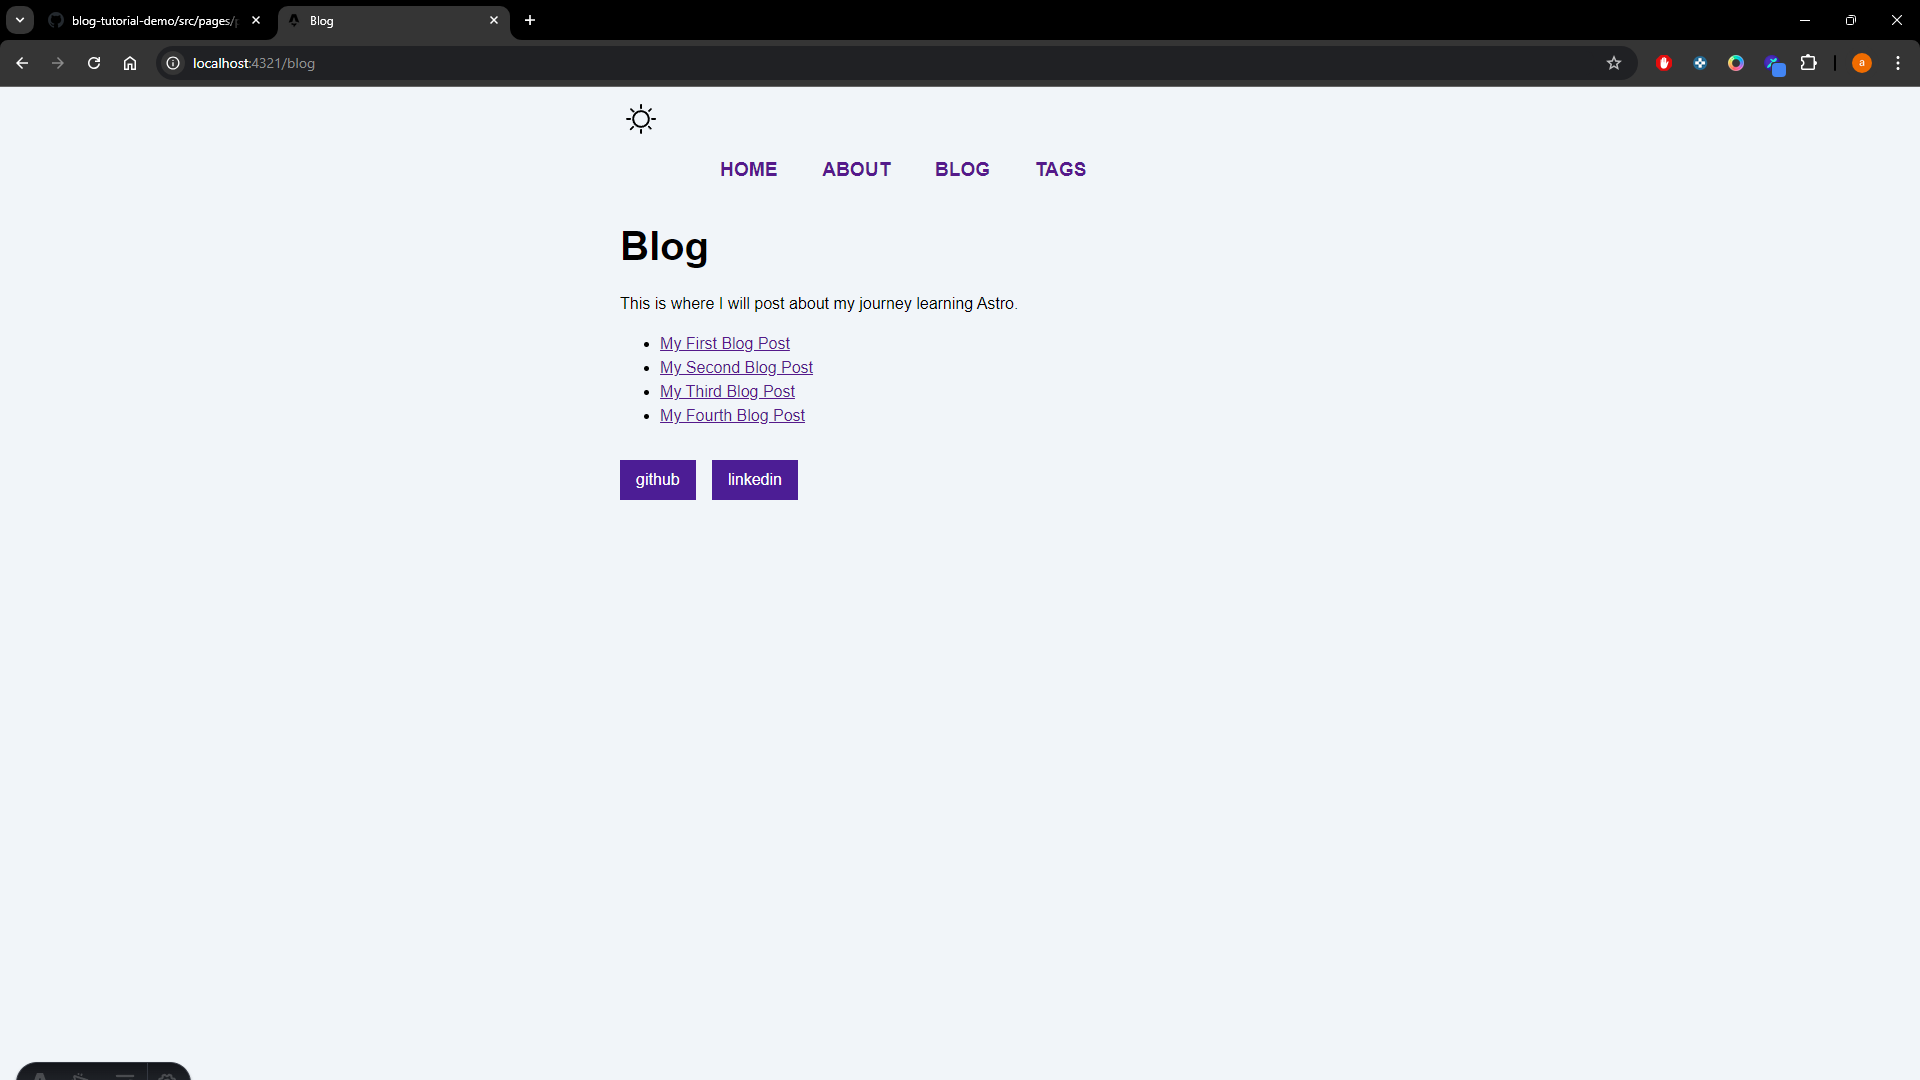 blog-tutorial-demo/src/pages/
Blog
localhost:4321/blog
a
HOME ABOUT BLOG TAGS
Blog
This is where I will post about my journey learning Astro.
My First Blog Post
My Second Blog Post
My Third Blog Post
My Fourth Blog Post
github linkedin